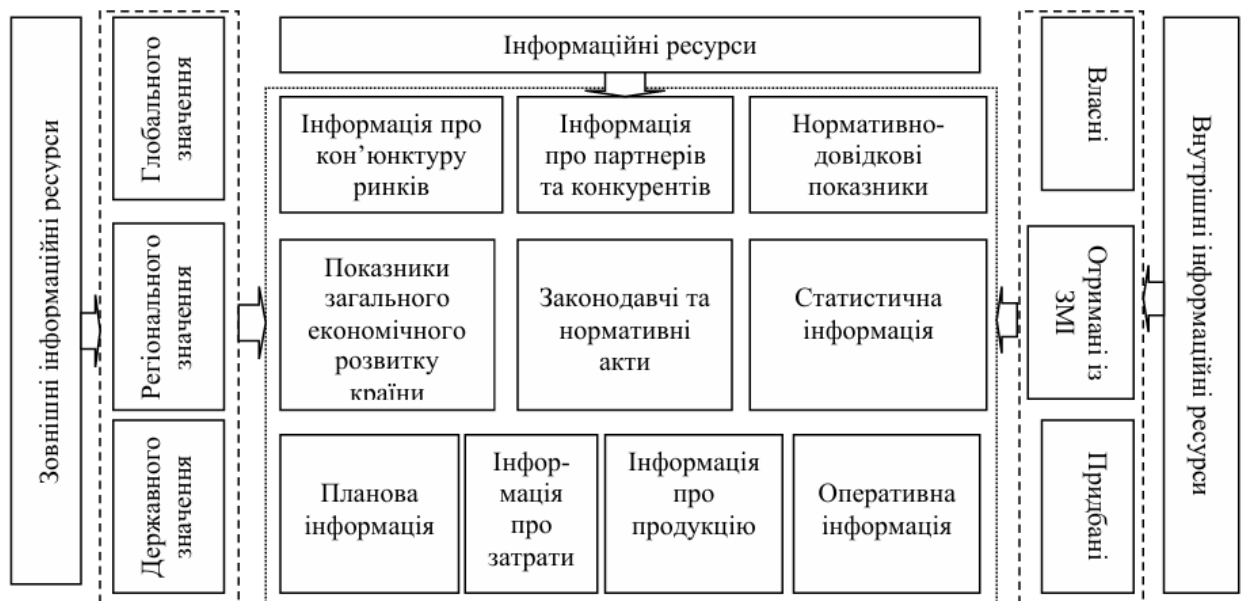 Зовнішні інформаційні ресурси
Глобального
значення
Регіонального
значення
Державного
значення
Інформаційні ресурси
Інформація про
кон’юнктуру
ринків
Інформація
про партнерів
та конкурентів
Нормативно-
довідкові
показники
Показники
загального
економічного
розвитку
країни
Законодавчі та
нормативні
акти
Статистична
інформація
Планова
інформація
Інфор-
мація
про
затрати
Інформація
про
продукцію
Оперативна
інформація
Власні
Отримані із
ЗМІ
Придбані
Внутрішні інформаційні ресурси